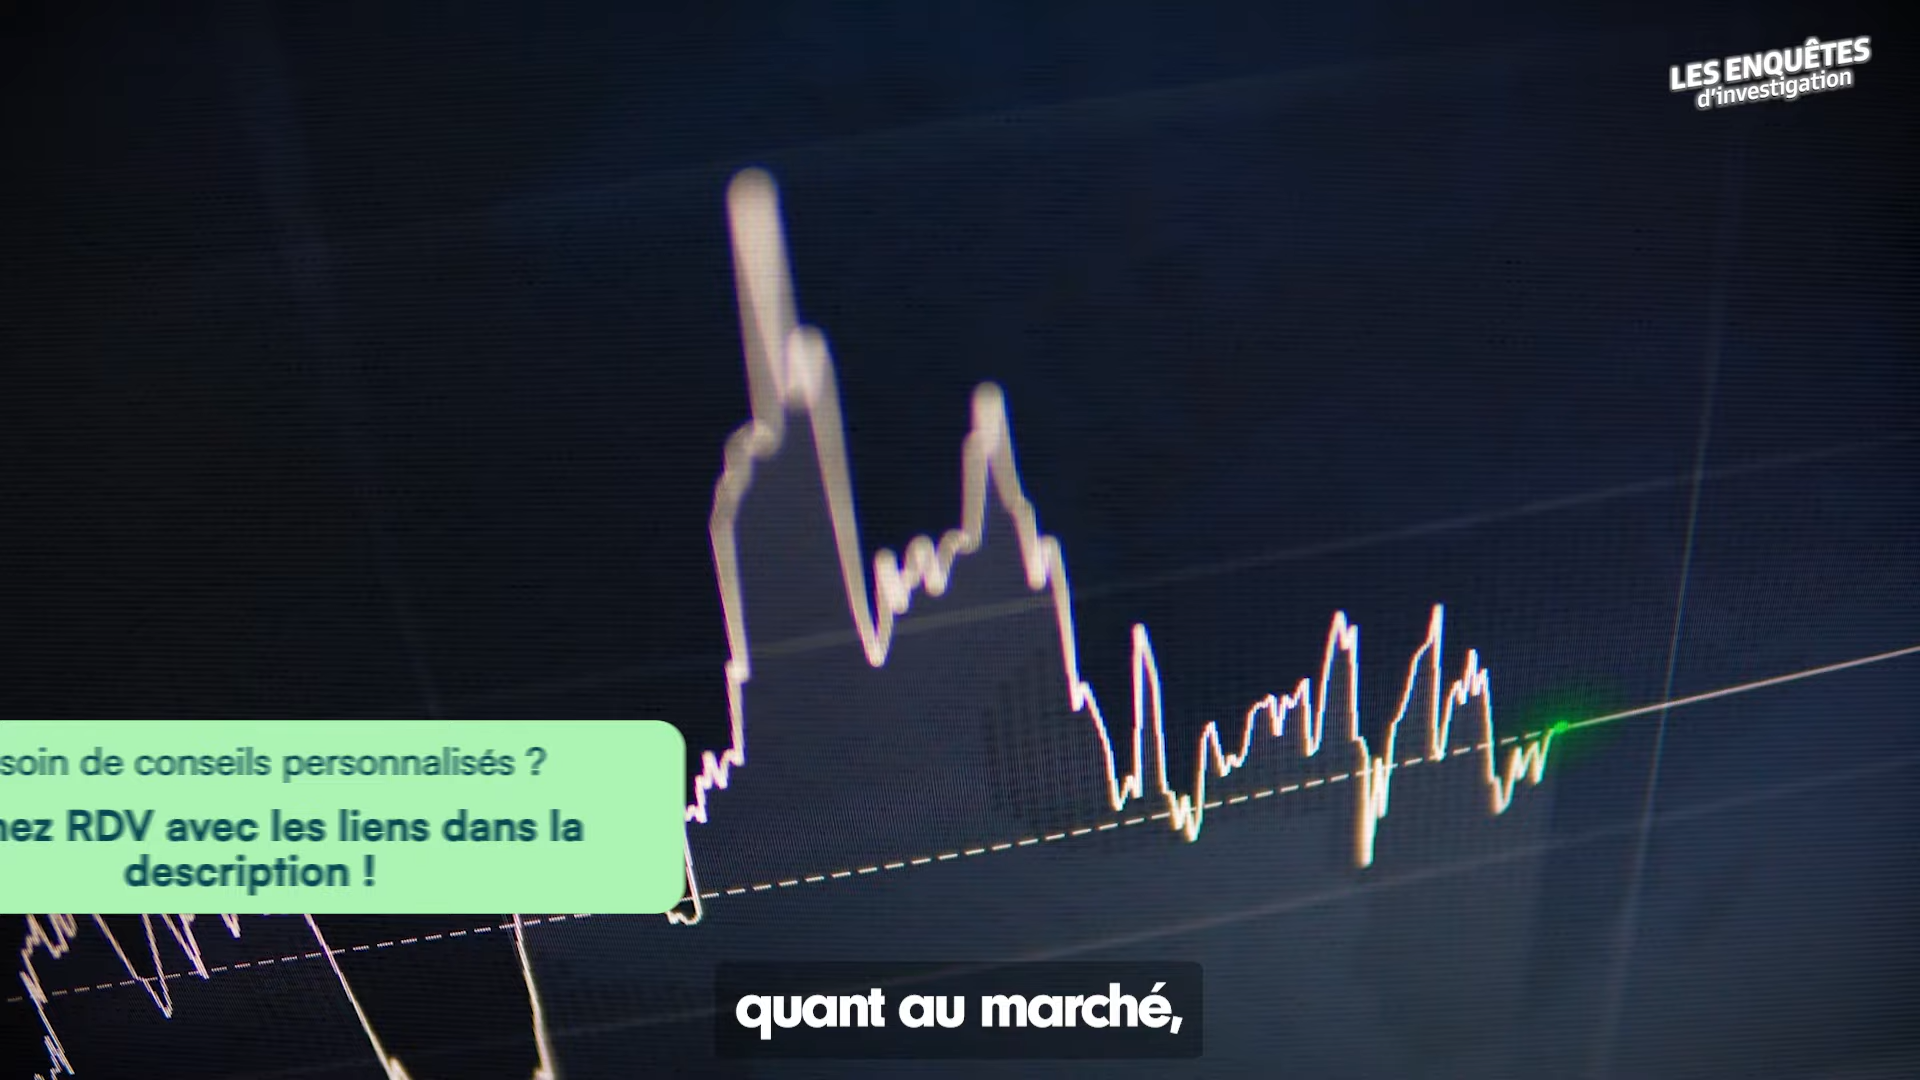 LES ENQUÊTES
d'investigation
soin de conseils personnalisés ?
nez RDV avec les liens dans la
description !
quant au marché,